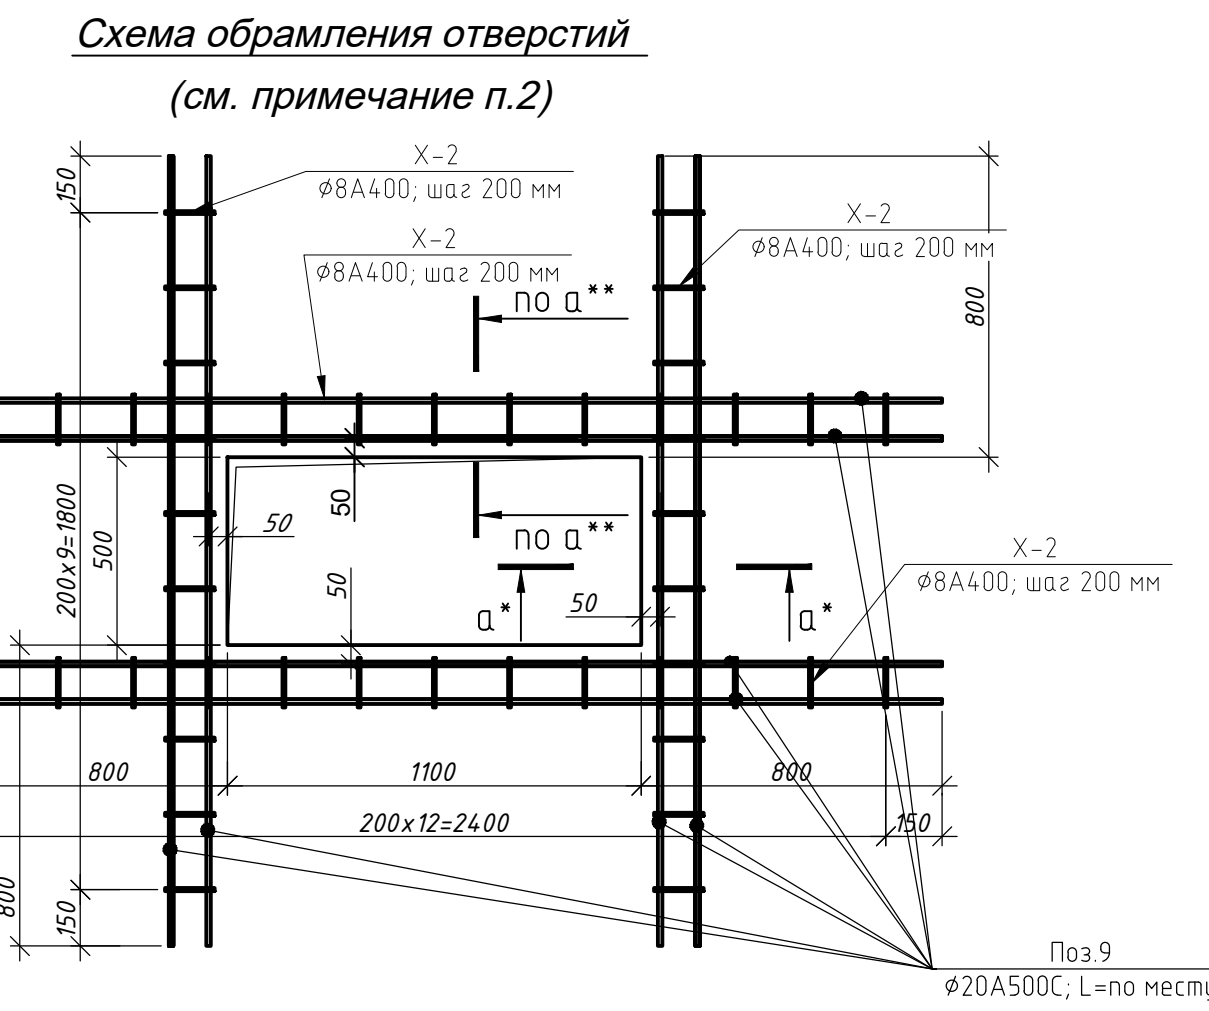 Схема обрамления отверстий
(см. примечание п.2)
Х-2
⌀8А400; шаг 200 мм
Х-2
⌀8А400; шаг 200 мм
Х-2
⌀8А400; шаг 200 мм
150
800
по а**
200х9=1800
500
50
50
по а**
50
50
а*
а*
Х-2
⌀8А400; шаг 200 мм
800
1100
800
200х12=2400
150
800
150
Поз.9
⌀20А500С; L=по месту